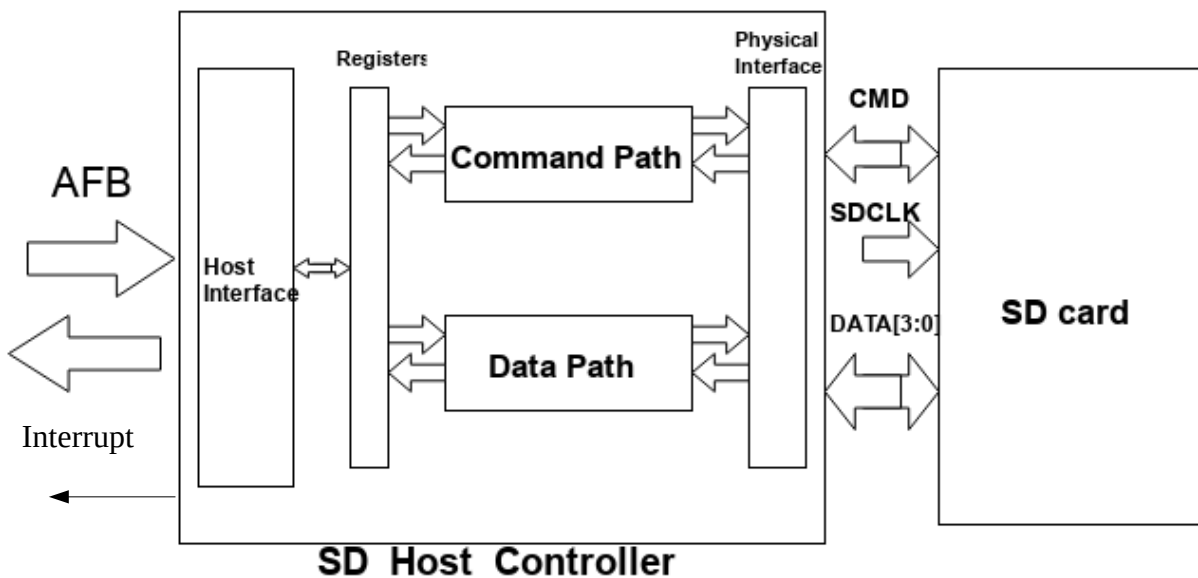 AFB
Interrupt
Host
Interface
Registers
Command Path
Data Path
Physical
Interface
CMD
SDCLK
DATA[3:0]
SD card
SD Host Controller